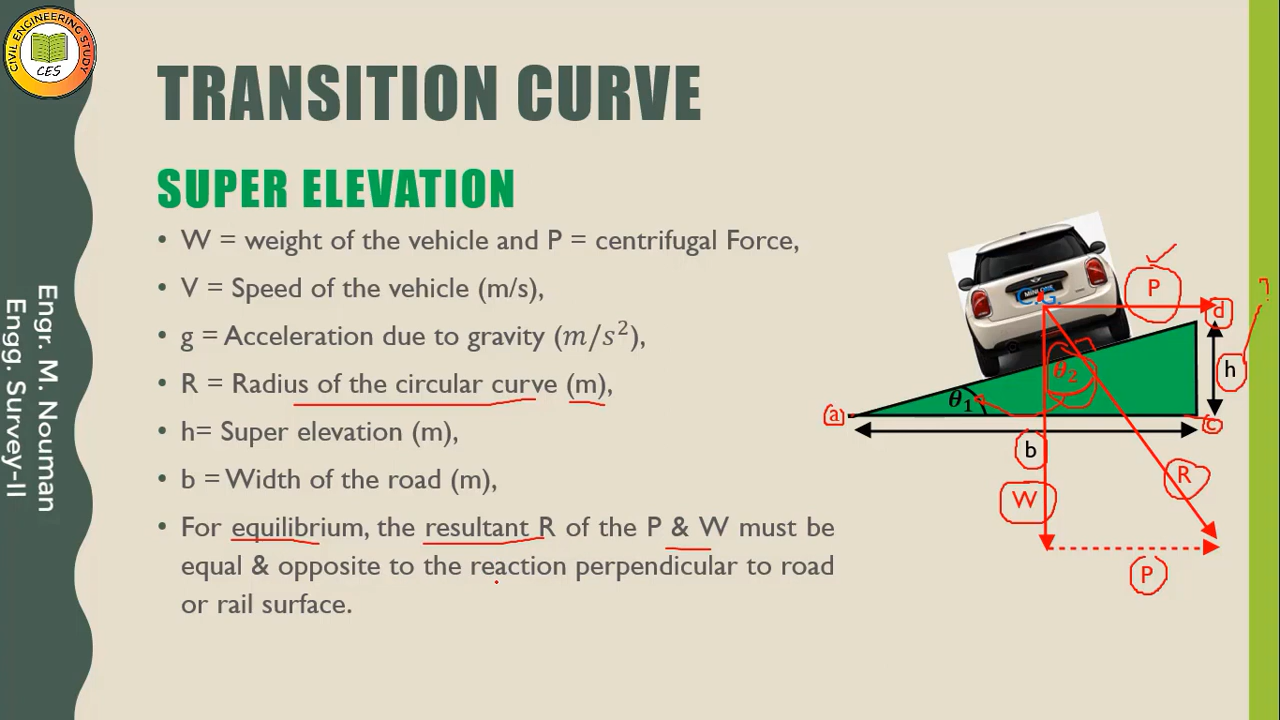 CIVIL ENGINEERING STUDY
CES
TRANSITION CURVE
SUPER ELEVATION
• W = weight of the vehicle and P = centrifugal Force,
• V = Speed of the vehicle (m/s),
• g = Acceleration due to gravity (m/s²),
• R = Radius of the circular curve (m),
• h= Super elevation (m),
• b = Width of the road (m),
• For equilibrium, the resultant R of the P & W must be
equal & opposite to the reaction perpendicular to road
or rail surface.
Engr. M. Nouman
Engg. Survey-II
C.G.
MINI ONE
P
d
?
θ₂
h
θ₁
a
c
b
W
R
P